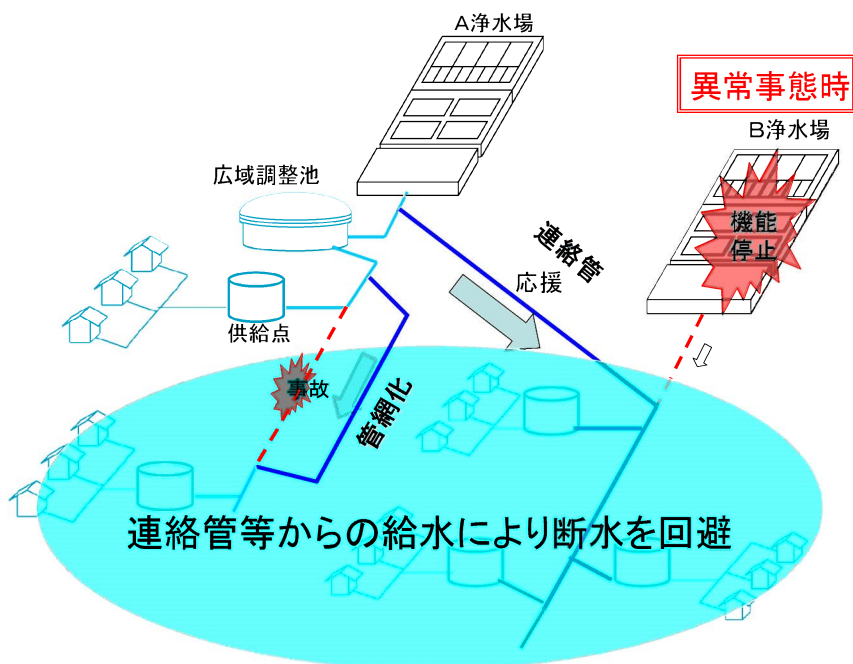 A浄水場
異常事態時
B浄水場
広域調整池
機能
停止
連絡管
応援
供給点
事故
管網化
連絡管等からの給水により断水を回避